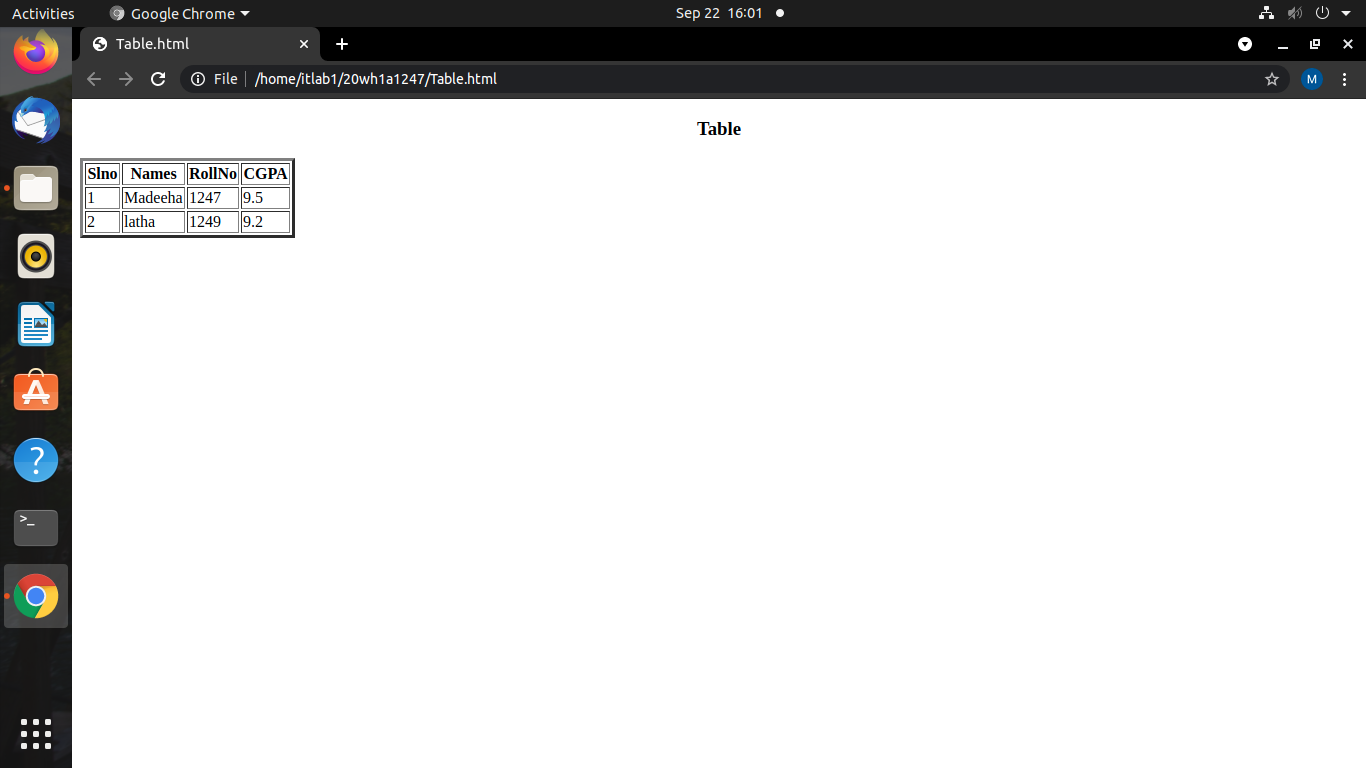 Activities Google Chrome Sep 22 16:01
Table.html
File /home/itlab1/20wh1a1247/Table.html M
Table
Slno Names RollNo CGPA
1 Madeeha 1247 9.5
2 latha 1249 9.2
?
>_